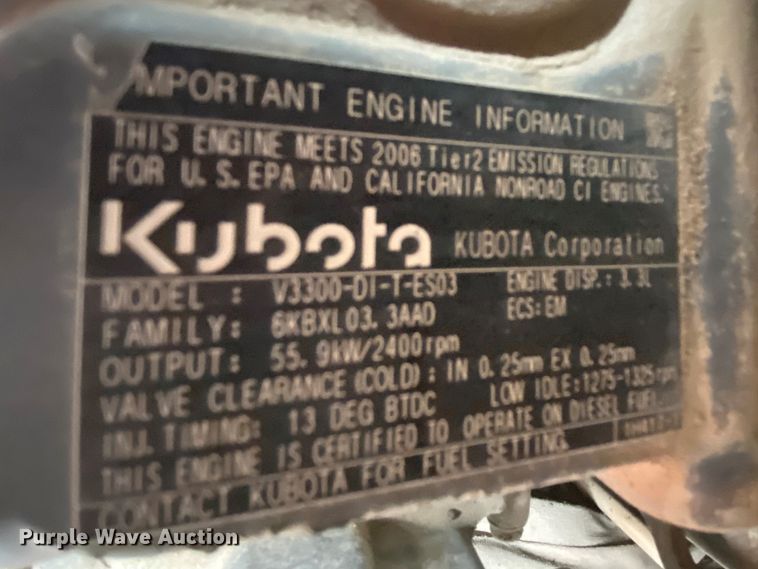 IMPORTANT ENGINE INFORMATION
THIS ENGINE MEETS 2006 Tier2 EMISSION REGULATIONS
FOR U.S. EPA AND CALIFORNIA NONROAD CI ENGINES.
Kubota KUBOTA Corporation
MODEL : V3300-DI-T-ES03 ENGINE DISP.: 3.3L
FAMILY: 6KBXL03.3AAD ECS: EM
OUTPUT: 55.9kW/2400rpm
VALVE CLEARANCE (COLD) : IN 0.25mm EX 0.25mm
INJ. TIMING: 13 DEG BTDC LOW IDLE:1275-1325rpm
THIS ENGINE IS CERTIFIED TO OPERATE ON DIESEL FUEL.
CONTACT KUBOTA FOR FUEL SETTING.
Purple Wave Auction